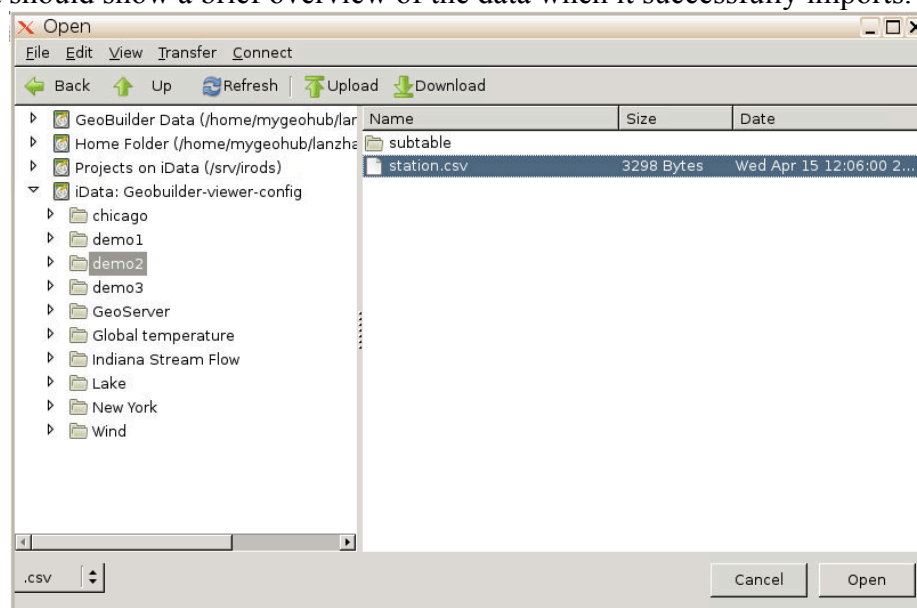 should show a brief overview of the data when it successfully imports.
Open
File Edit View Transfer Connect
Back Up Refresh Upload Download
GeoBuilder Data (/home/mygeohub/lar
Home Folder (/home/mygeohub/lanzha
Projects on iData (/srv/irods)
iData: Geobuilder-viewer-config
chicago
demo1
demo2
demo3
GeoServer
Global temperature
Indiana Stream Flow
Lake
New York
Wind
Name Size Date
subtable
station.csv 3298 Bytes Wed Apr 15 12:06:00 2...
.csv
Cancel Open